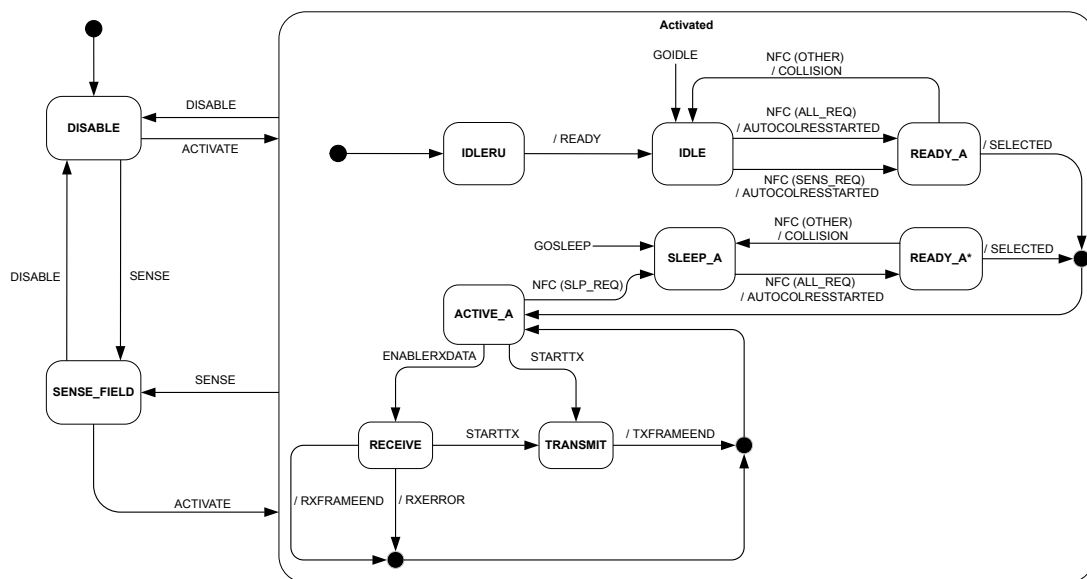 Activated
GOIDLE
NFC (OTHER)
/ COLLISION
DISABLE
DISABLE
ACTIVATE
NFC (ALL_REQ)
/ AUTOCOLRESSTARTED
IDLERU
/ READY
IDLE
READY_A
/ SELECTED
NFC (SENS_REQ)
/ AUTOCOLRESSTARTED
NFC (OTHER)
/ COLLISION
GOSLEEP
SLEEP_A
READY_A*
/ SELECTED
DISABLE
SENSE
NFC (SLP_REQ)
NFC (ALL_REQ)
/ AUTOCOLRESSTARTED
ACTIVE_A
ENABLERXDATA
STARTTX
SENSE_FIELD
SENSE
RECEIVE
STARTTX
TRANSMIT
/ TXFRAMEEND
/ RXFRAMEEND
/ RXERROR
ACTIVATE